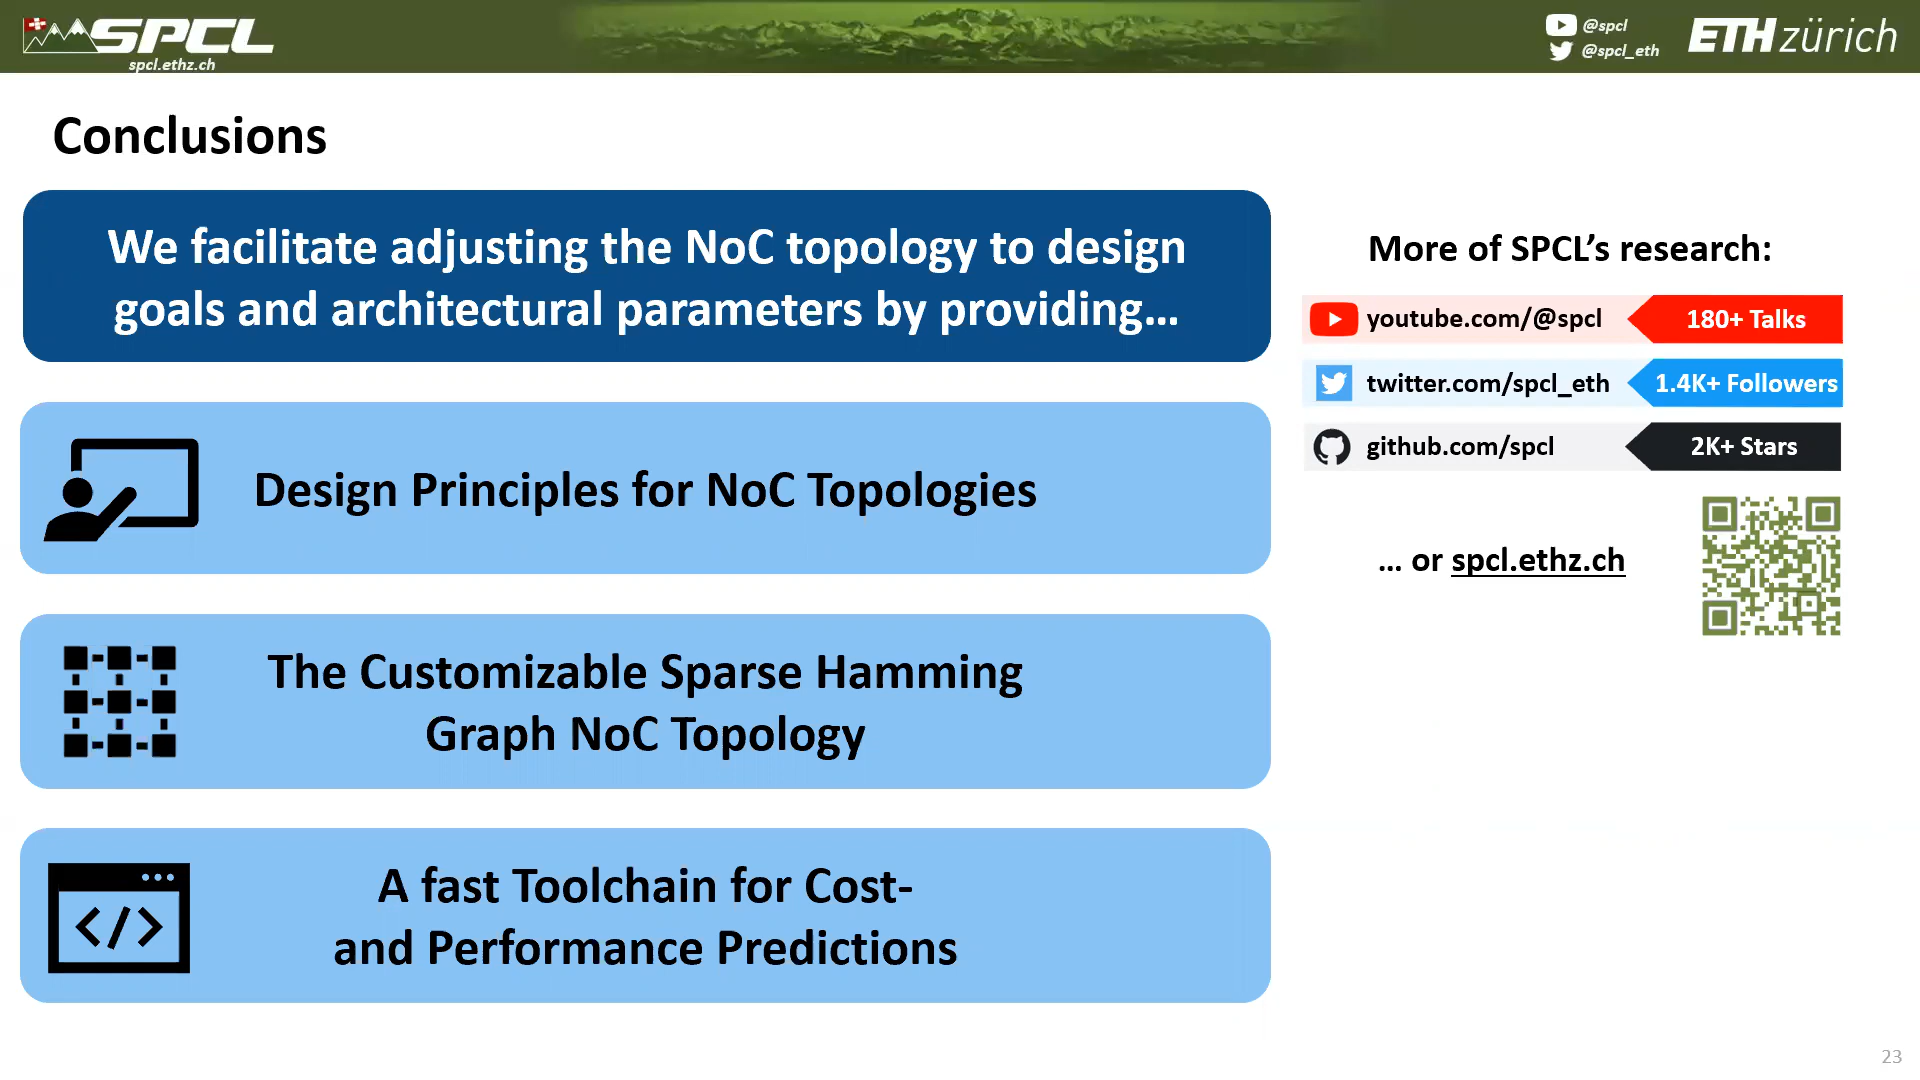 SPCL
spcl.ethz.ch
@spcl
@spcl_eth
ETH zürich
Conclusions
We facilitate adjusting the NoC topology to design
goals and architectural parameters by providing…
Design Principles for NoC Topologies
The Customizable Sparse Hamming
Graph NoC Topology
A fast Toolchain for Cost-
and Performance Predictions
More of SPCL’s research:
youtube.com/@spcl 180+ Talks
twitter.com/spcl_eth 1.4K+ Followers
github.com/spcl 2K+ Stars
… or spcl.ethz.ch
23